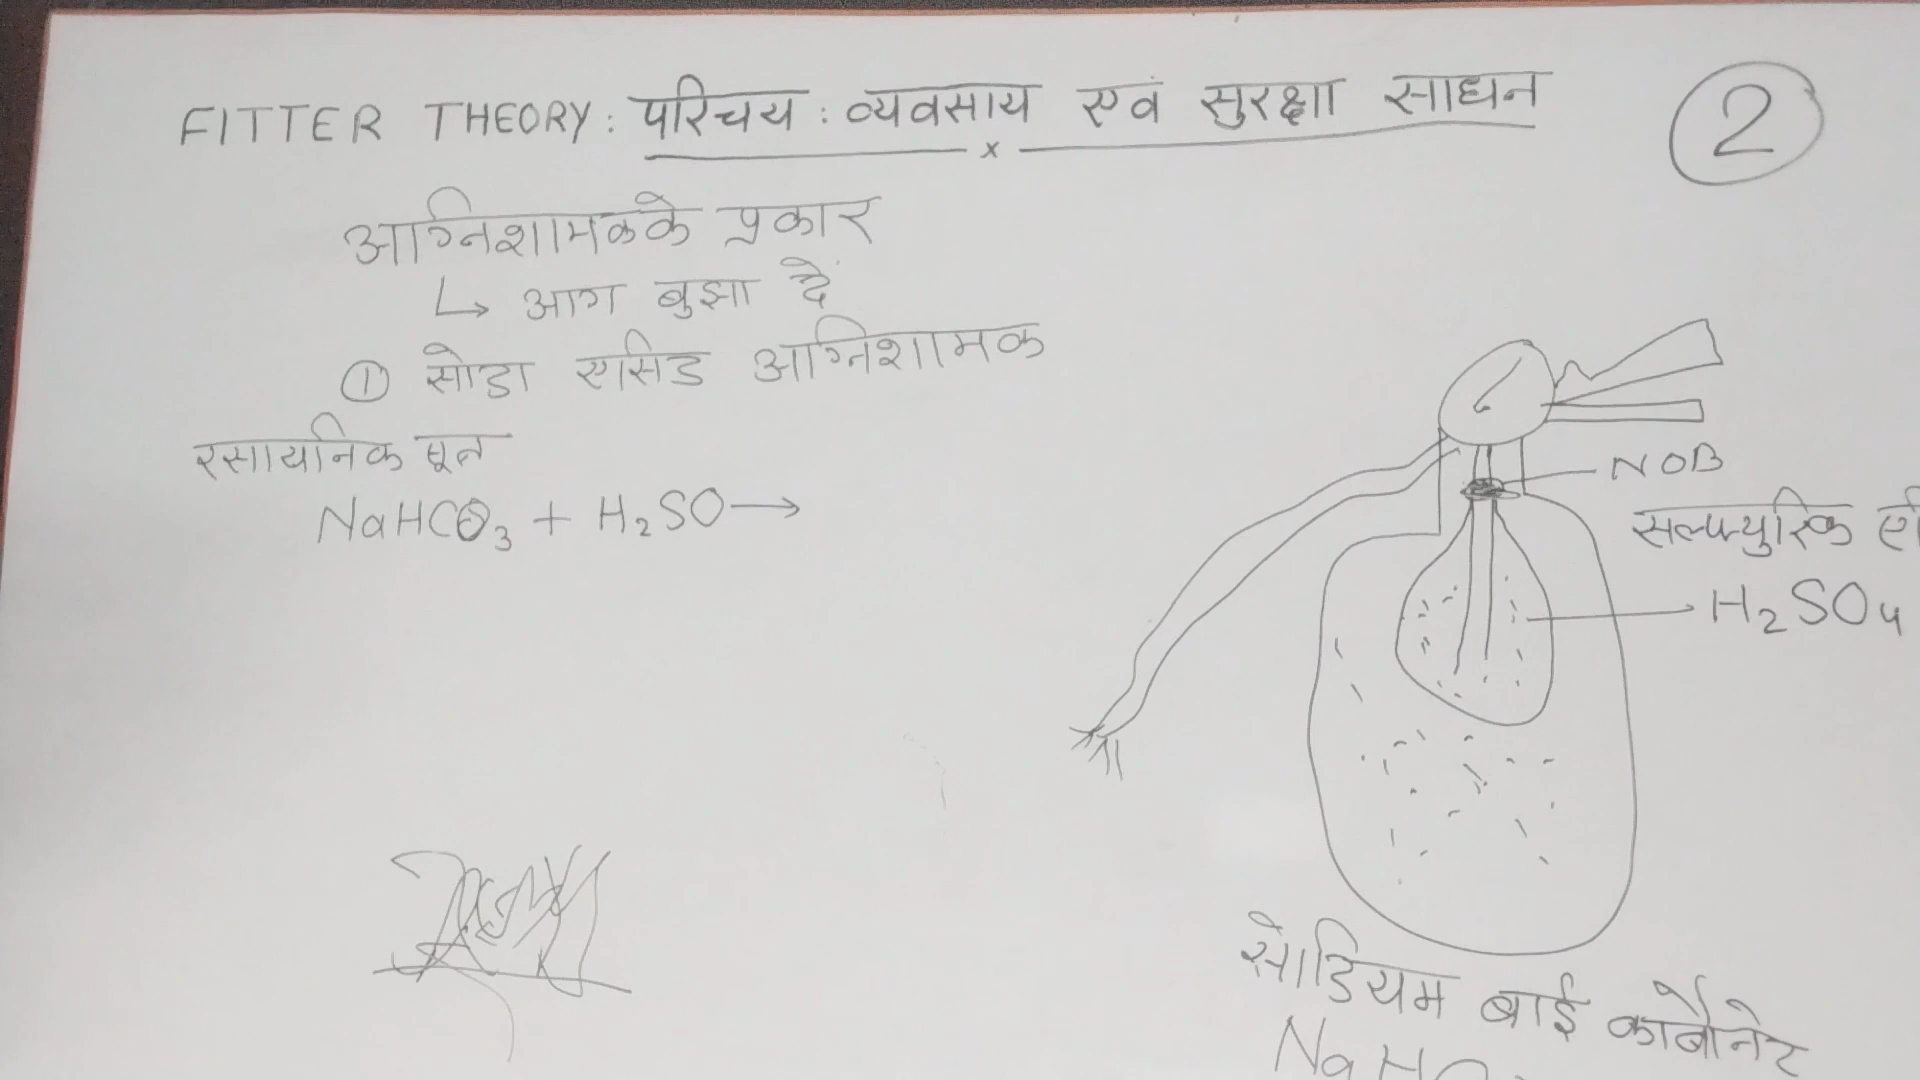 FITTER THEORY: परिचय : व्यवसाय एवं सुरक्षा साधन
2
अग्निशामकके प्रकार
↳ आग बुझा दें
① सोडा एसिड अग्निशामक
रसायनिक सूत्र
NaHCO₃ + H₂SO →
NOB
सल्फ्युरिक
H₂SO₄
सोडियम बाई कार्बोनेट